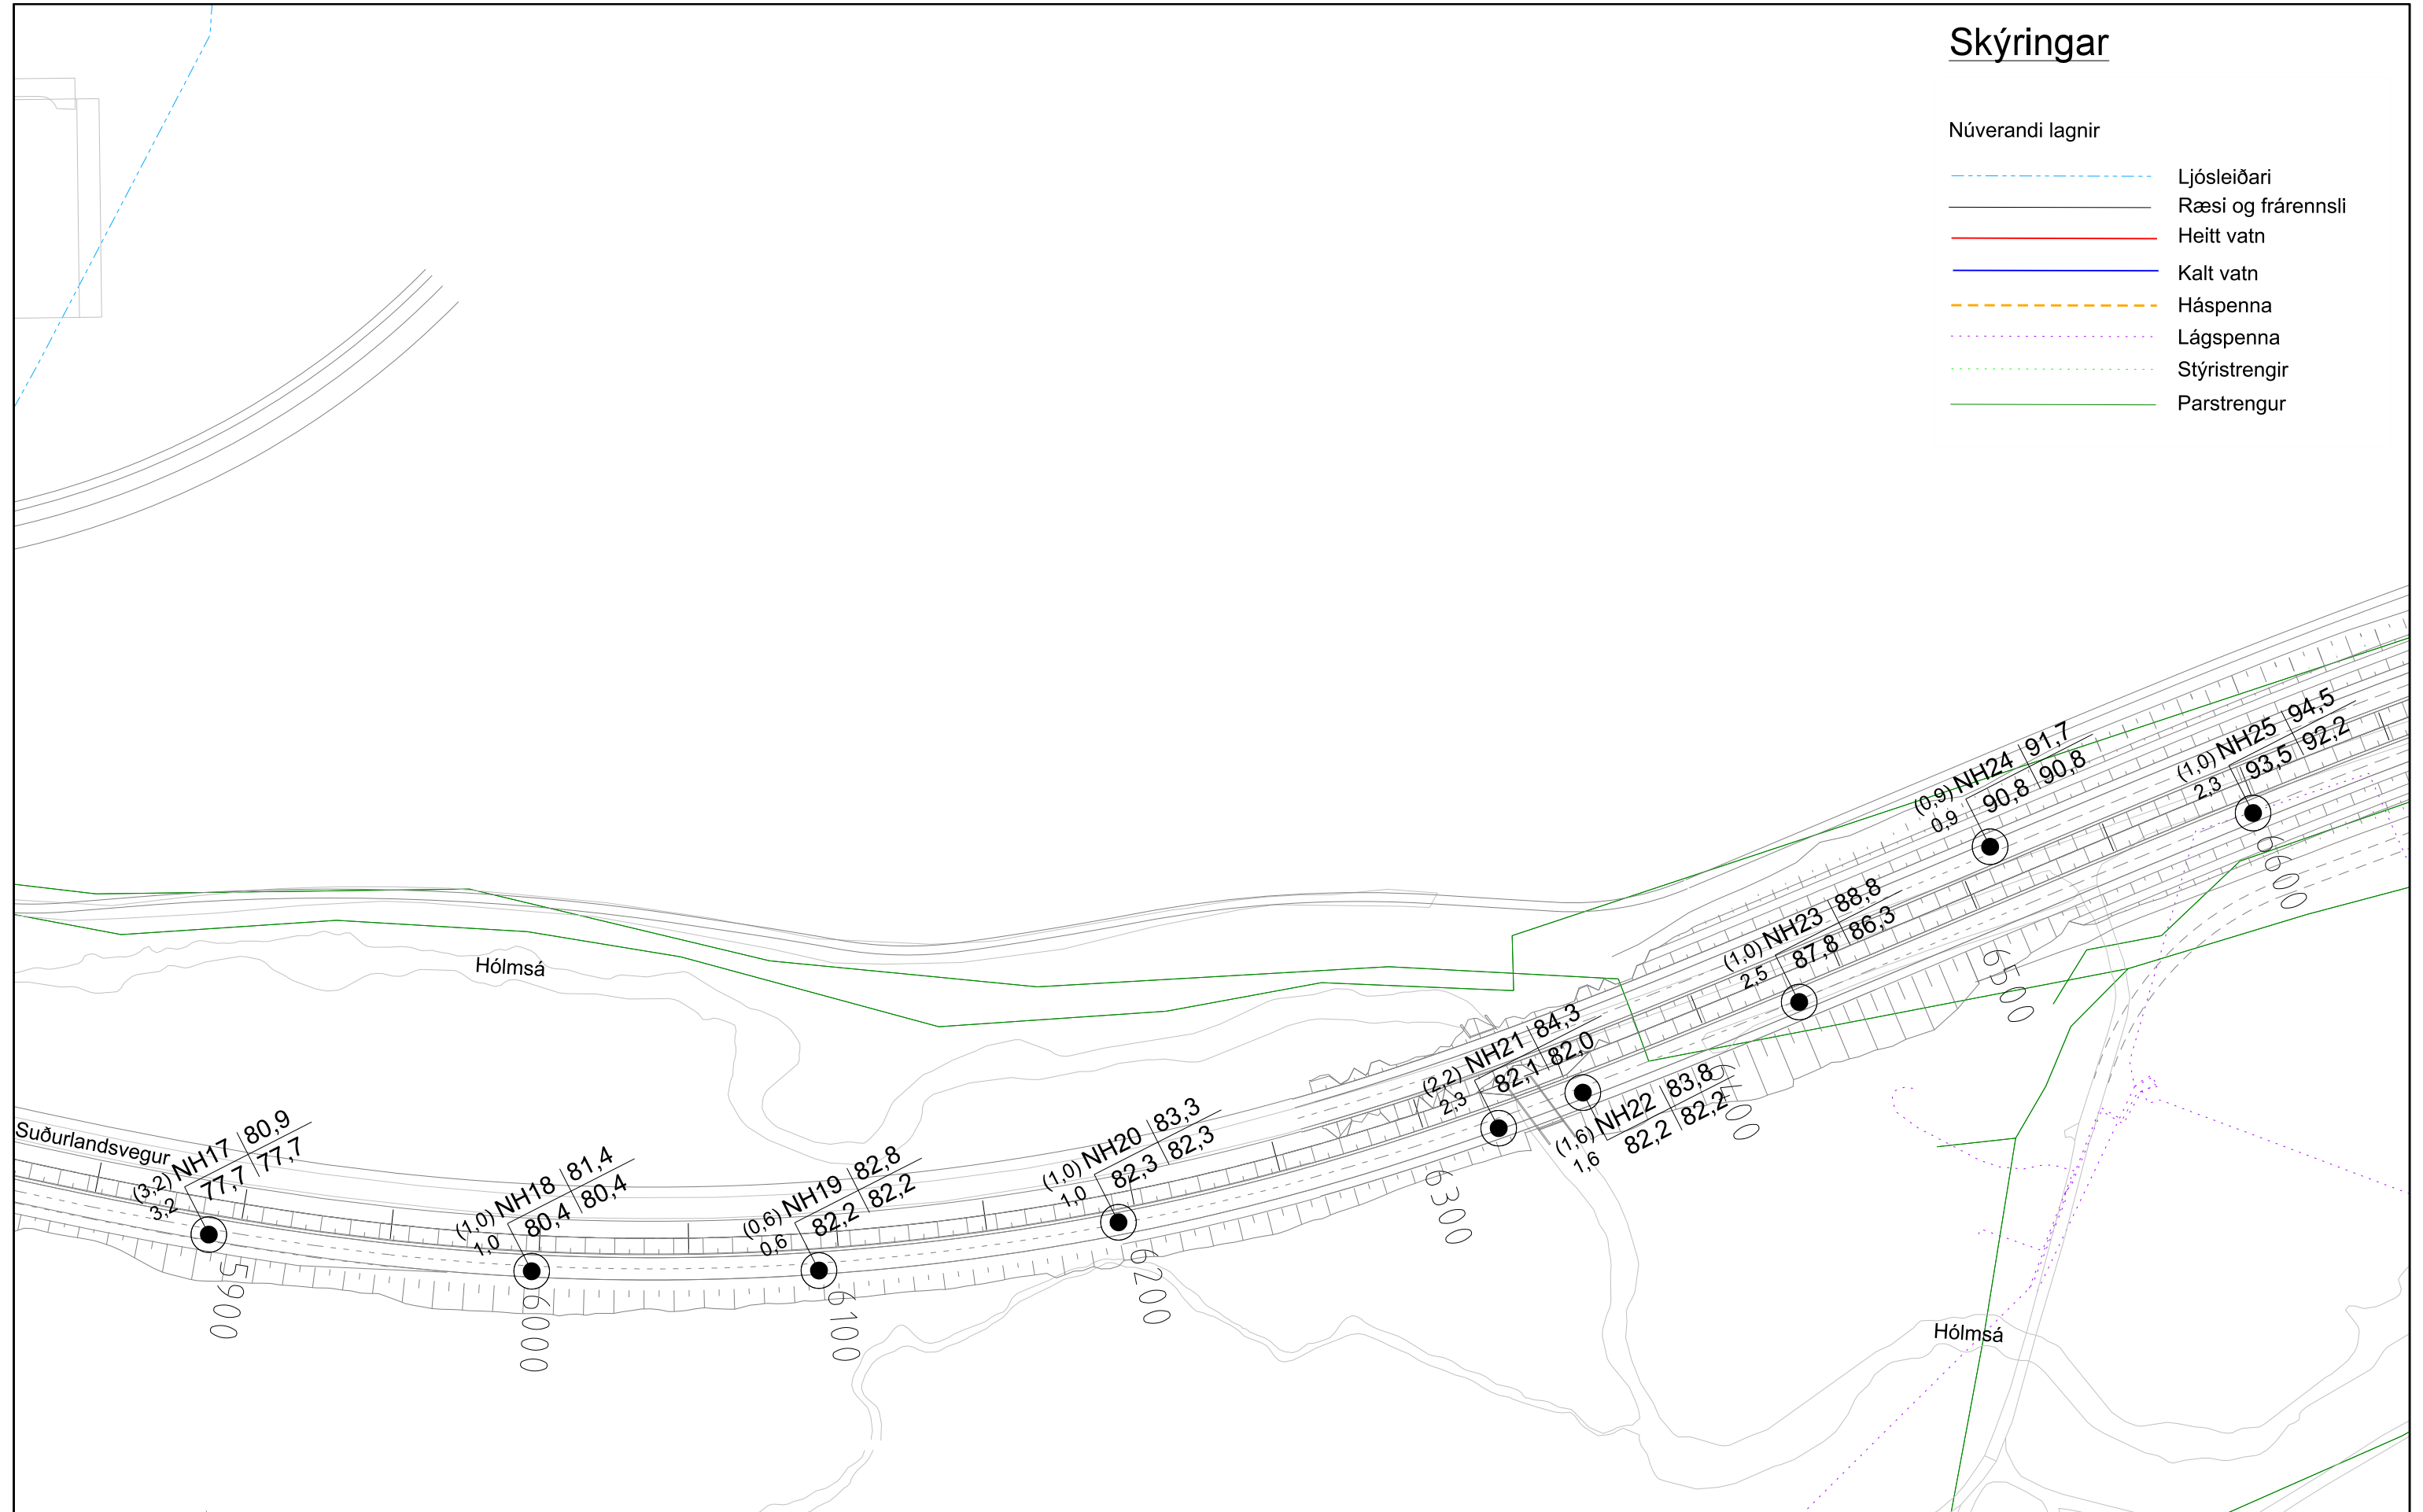 Skýringar
Núverandi lagnir
Ljósleiðari
Ræsi og frárennsli
Heitt vatn
Kalt vatn
Háspenna
Lágspenna
Stýristrengir
Parstrengur
(1,0) NH25 94,5
2,3 93,5 92,2
(0,9) NH24 91,7
0,9 90,8 90,8
6600
(1,0) NH23 88,8
2,5 87,8 86,3
6500
Hólmsá
(2,2) NH21 84,3
2,3 82,1 82,0
6400
(1,6) NH22 83,8
1,6 82,2 82,2
(1,0) NH20 83,3
1,0 82,3 82,3
6300
Suðurlandsvegur
(3,2) NH17 80,9
3,2 77,7 77,7
(1,0) NH18 81,4
1,0 80,4 80,4
(0,6) NH19 82,8
0,6 82,2 82,2
5900
6000
6100
6200
Hólmsá